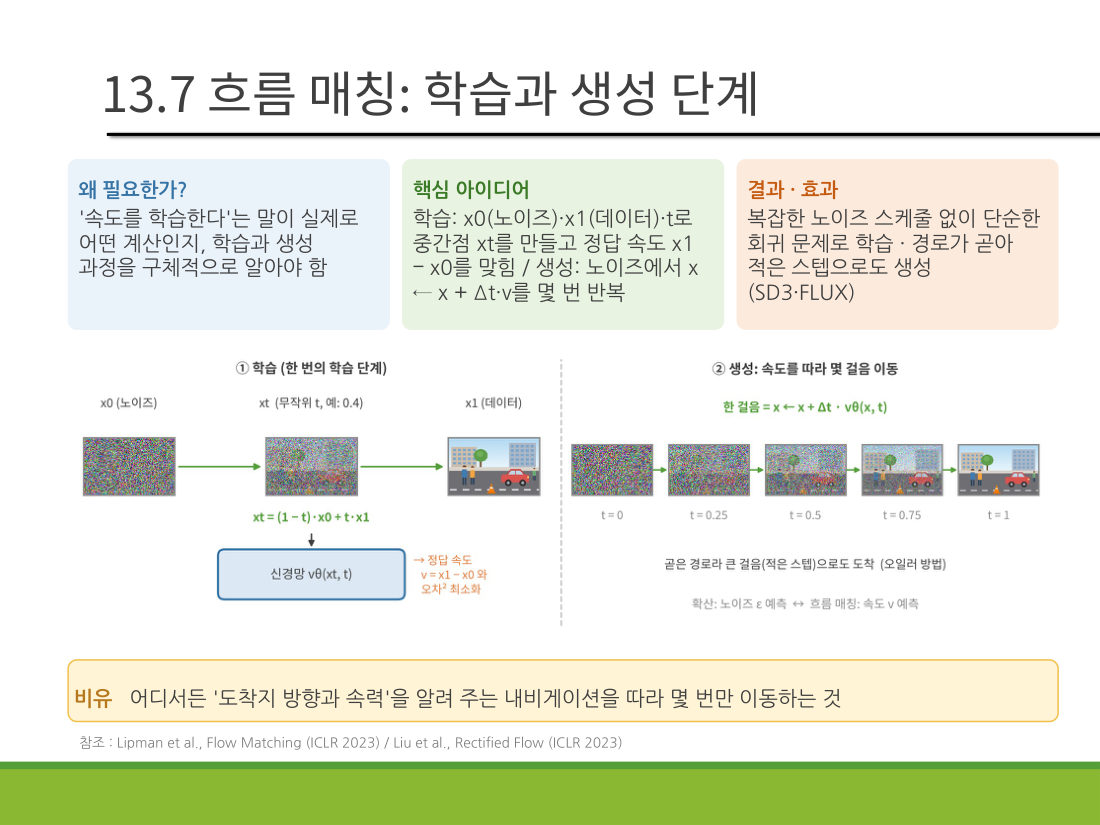 13.7 흐름 매칭: 학습과 생성 단계
왜 필요한가?
'속도를 학습한다'는 말이 실제로
어떤 계산인지, 학습과 생성
과정을 구체적으로 알아야 함
핵심 아이디어
학습: x0(노이즈)·x1(데이터)·t로
중간점 xt를 만들고 정답 속도 x1
− x0를 맞힘 / 생성: 노이즈에서 x
← x + Δt·v를 몇 번 반복
결과 · 효과
복잡한 노이즈 스케줄 없이 단순한
회귀 문제로 학습 · 경로가 곧아
적은 스텝으로도 생성
(SD3·FLUX)
① 학습 (한 번의 학습 단계)
x0 (노이즈)
xt (무작위 t, 예: 0.4)
x1 (데이터)
xt = (1 − t)·x0 + t·x1
신경망 vθ(xt, t)
→ 정답 속도
v = x1 − x0 와
오차² 최소화
② 생성: 속도를 따라 몇 걸음 이동
한 걸음 = x ← x + Δt · vθ(x, t)
t = 0
t = 0.25
t = 0.5
t = 0.75
t = 1
곧은 경로라 큰 걸음(적은 스텝)으로도 도착 (오일러 방법)
확산: 노이즈 ε 예측 ↔ 흐름 매칭: 속도 v 예측
비유 어디서든 '도착지 방향과 속력'을 알려 주는 내비게이션을 따라 몇 번만 이동하는 것
참조 : Lipman et al., Flow Matching (ICLR 2023) / Liu et al., Rectified Flow (ICLR 2023)